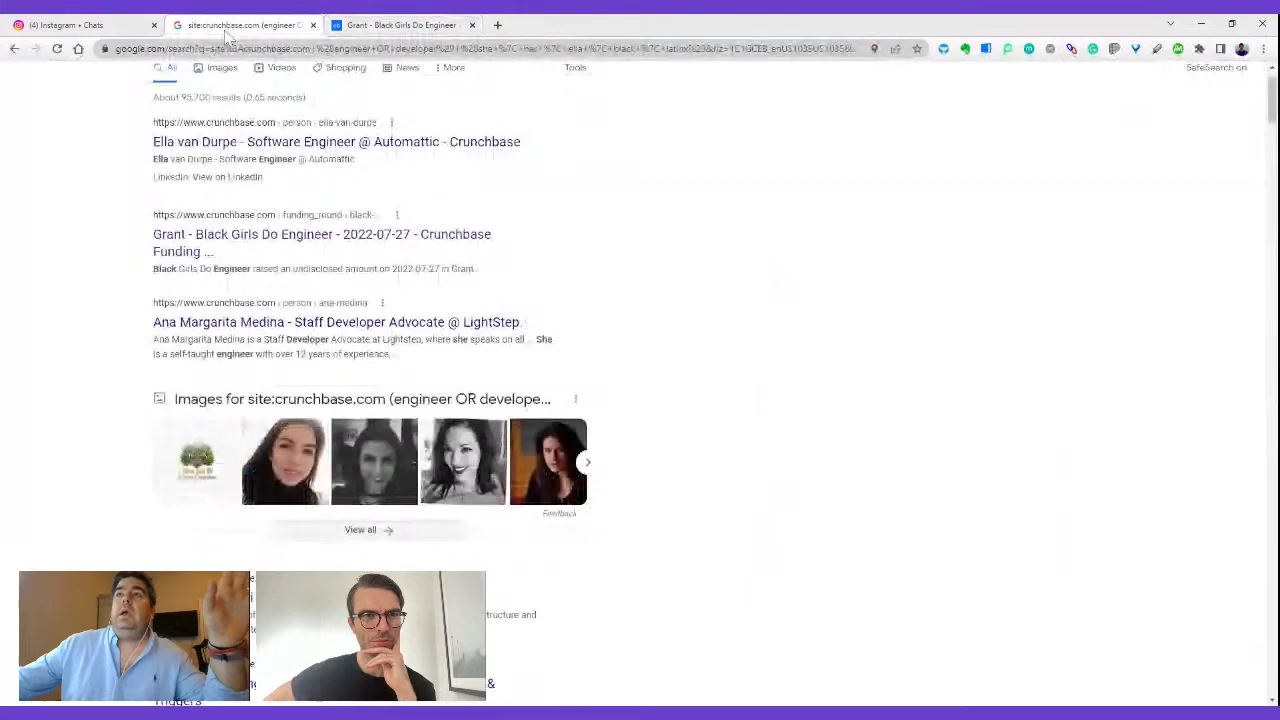 (4) Instagram • Chats
site:crunchbase.com (engineer O
Grant - Black Girls Do Engineer -
All
Images
Videos
Shopping
News
More
Tools
SafeSearch on
About 95,700 results (0.65 seconds)
https://www.crunchbase.com › person › ella-van-durpe
Ella van Durpe - Software Engineer @ Automattic - Crunchbase
Ella van Durpe - Software Engineer @ Automattic
LinkedIn: View on LinkedIn
https://www.crunchbase.com › funding_round › black-...
Grant - Black Girls Do Engineer - 2022-07-27 - Crunchbase
Funding ...
Black Girls Do Engineer raised an undisclosed amount on 2022-07-27 in Grant.
https://www.crunchbase.com › person › ana-medina
Ana Margarita Medina - Staff Developer Advocate @ LightStep.
Ana Margarita Medina is a Staff Developer Advocate at Lightstep, where she speaks on all ... She
is a self-taught engineer with over 12 years of experience,
Images for site:crunchbase.com (engineer OR develope...
Feedback
View all
tructure and
&
Triggers